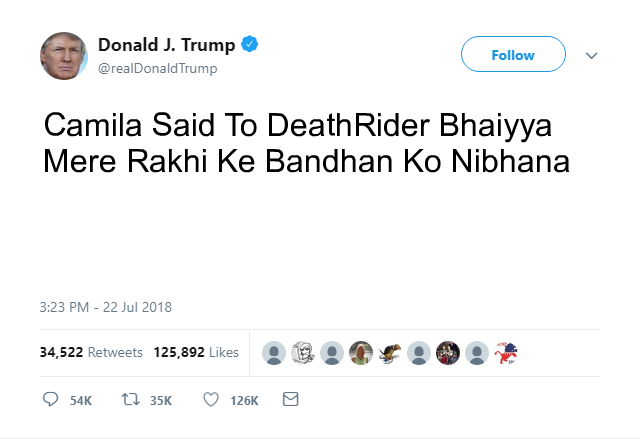 Donald J. Trump
@realDonaldTrump
Follow
Camila Said To DeathRider Bhaiyya
Mere Rakhi Ke Bandhan Ko Nibhana
3:23 PM - 22 Jul 2018
34,522 Retweets 125,892 Likes
54K 35K 126K